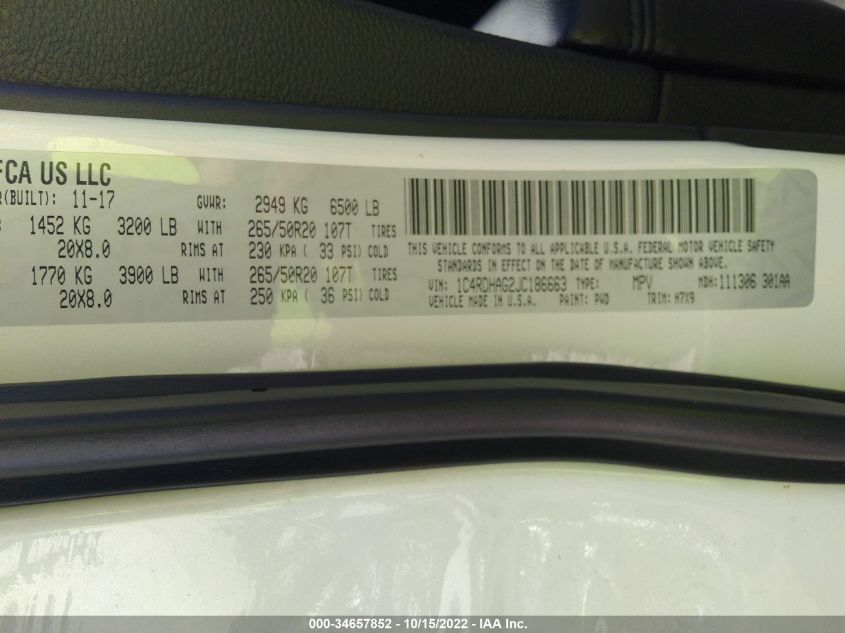 FCA US LLC
(BUILT): 11-17 GVWR: 2949 KG 6500 LB
1452 KG 3200 LB WITH 265/50R20 107T TIRES
20X8.0 RIMS AT 230 KPA ( 33 PSI) COLD
1770 KG 3900 LB WITH 265/50R20 107T TIRES
20X8.0 RIMS AT 250 KPA ( 36 PSI) COLD
THIS VEHICLE CONFORMS TO ALL APPLICABLE U.S.A. FEDERAL MOTOR VEHICLE SAFETY
STANDARDS IN EFFECT ON THE DATE OF MANUFACTURE SHOWN ABOVE.
VIN: 1C4RDHAG2JC186663 TYPE: MPV MDH: 111306 301AA
VEHICLE MADE IN U.S.A. PAINT: PWD TRIM: H7X9
000-34657852 - 10/15/2022 - IAA Inc.